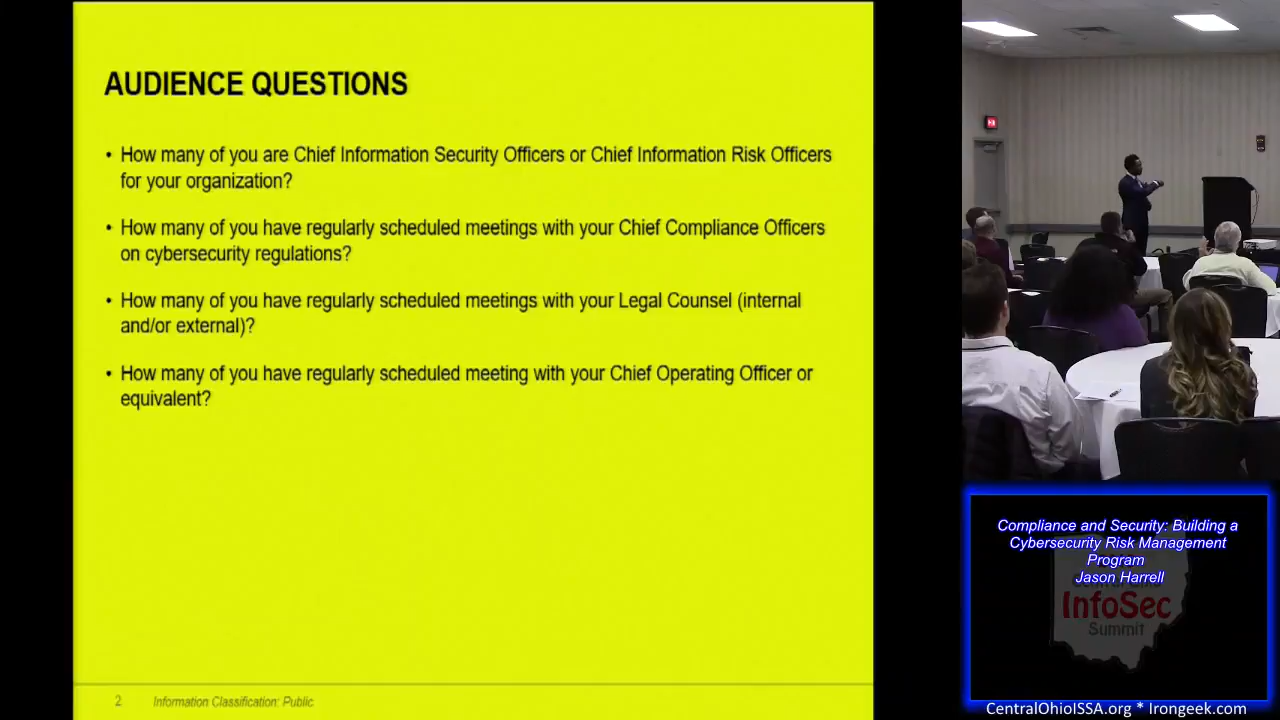 AUDIENCE QUESTIONS
• How many of you are Chief Information Security Officers or Chief Information Risk Officers
for your organization?
• How many of you have regularly scheduled meetings with your Chief Compliance Officers
on cybersecurity regulations?
• How many of you have regularly scheduled meetings with your Legal Counsel (internal
and/or external)?
• How many of you have regularly scheduled meeting with your Chief Operating Officer or
equivalent?
2 Information Classification: Public
Compliance and Security: Building a
Cybersecurity Risk Management
Program
Jason Harrell
InfoSec
Summit
CentralOhioISSA.org * Irongeek.com